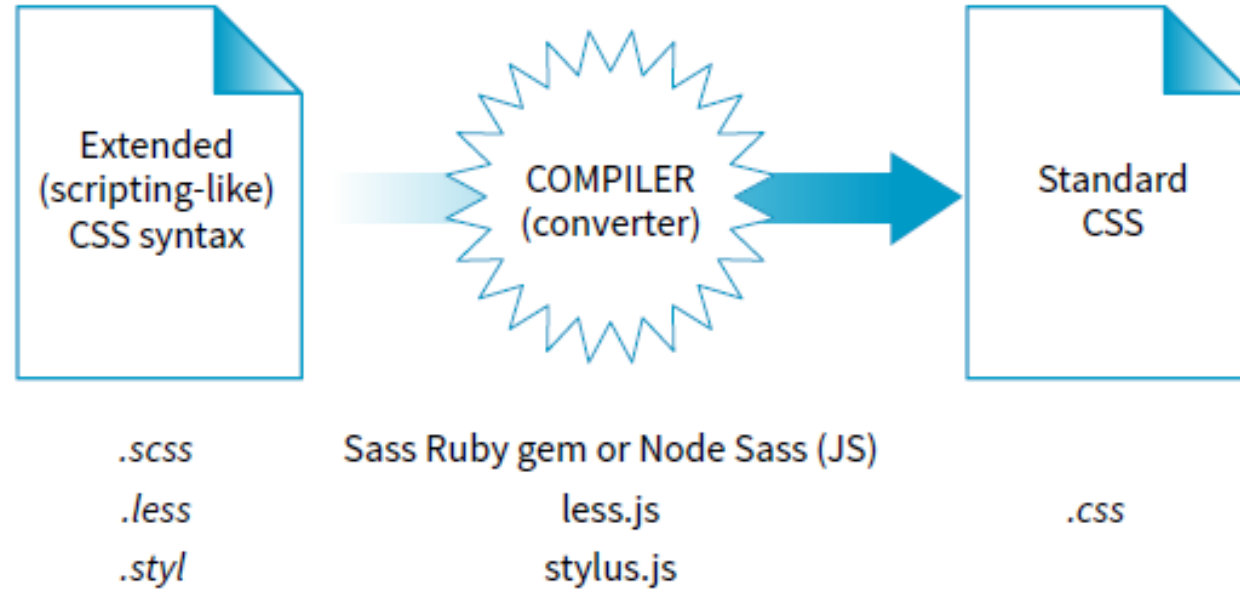 Extended
(scripting-like)
CSS syntax
COMPILER
(converter)
Standard
CSS
.scss
Sass Ruby gem or Node Sass (JS)
.less
less.js
.css
.styl
stylus.js